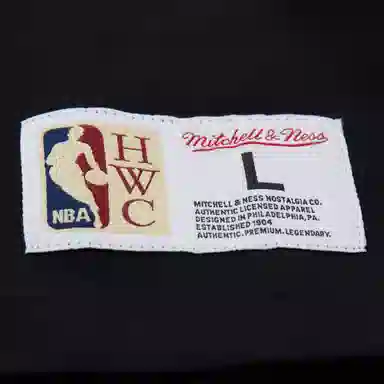 NBA
H
W
C
Mitchell & Ness
L
MITCHELL & NESS NOSTALGIA CO.
AUTHENTIC LICENSED APPAREL
DESIGNED IN PHILADELPHIA, PA.
ESTABLISHED 1904
AUTHENTIC. PREMIUM. LEGENDARY.